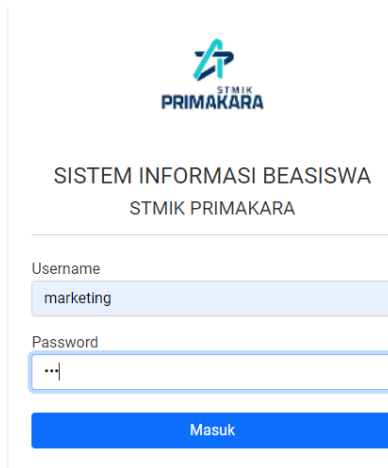 STMIK
PRIMAKARA
SISTEM INFORMASI BEASISWA
STMIK PRIMAKARA
Username
marketing
Password
•••
Masuk